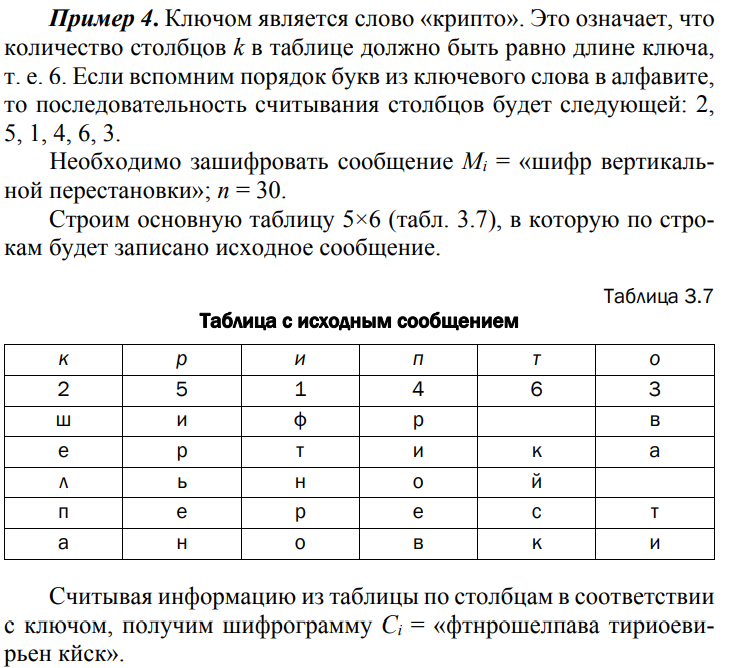 Пример 4. Ключом является слово «крипто». Это означает, что
количество столбцов k в таблице должно быть равно длине ключа,
т. е. 6. Если вспомним порядок букв из ключевого слова в алфавите,
то последовательность считывания столбцов будет следующей: 2,
5, 1, 4, 6, 3.
Необходимо зашифровать сообщение Mi = «шифр вертикаль-
ной перестановки»; n = 30.
Строим основную таблицу 5×6 (табл. 3.7), в которую по стро-
кам будет записано исходное сообщение.
Таблица 3.7
Таблица с исходным сообщением
к р и п т о
2 5 1 4 6 3
ш и ф р в
е р т и к а
л ь н о й
п е р е с т
а н о в к и
Считывая информацию из таблицы по столбцам в соответствии
с ключом, получим шифрограмму Ci = «фтнрошелпава тириоеви-
рьен кйск».